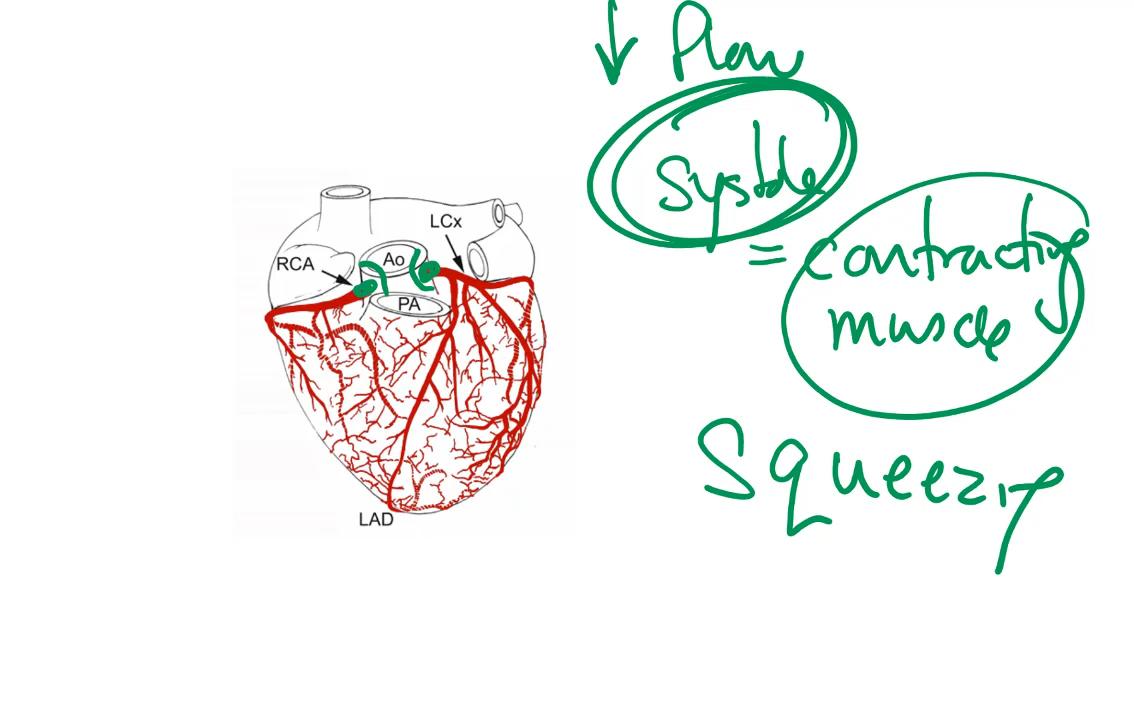 ↓ Flow
Systole
= contracting
muscle
Squeezing
LCx
RCA
Ao
PA
LAD